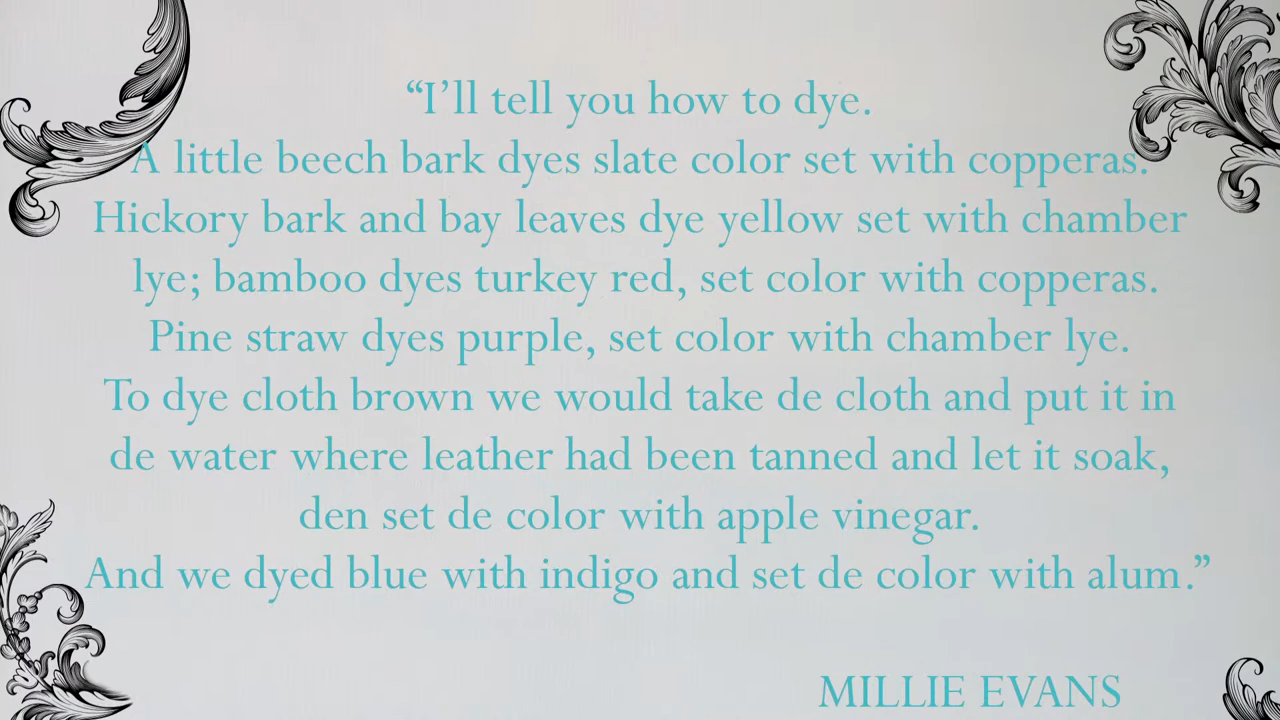 “I’ll tell you how to dye.
A little beech bark dyes slate color set with copperas.
Hickory bark and bay leaves dye yellow set with chamber
lye; bamboo dyes turkey red, set color with copperas.
Pine straw dyes purple, set color with chamber lye.
To dye cloth brown we would take de cloth and put it in
de water where leather had been tanned and let it soak,
den set de color with apple vinegar.
And we dyed blue with indigo and set de color with alum.”
MILLIE EVANS